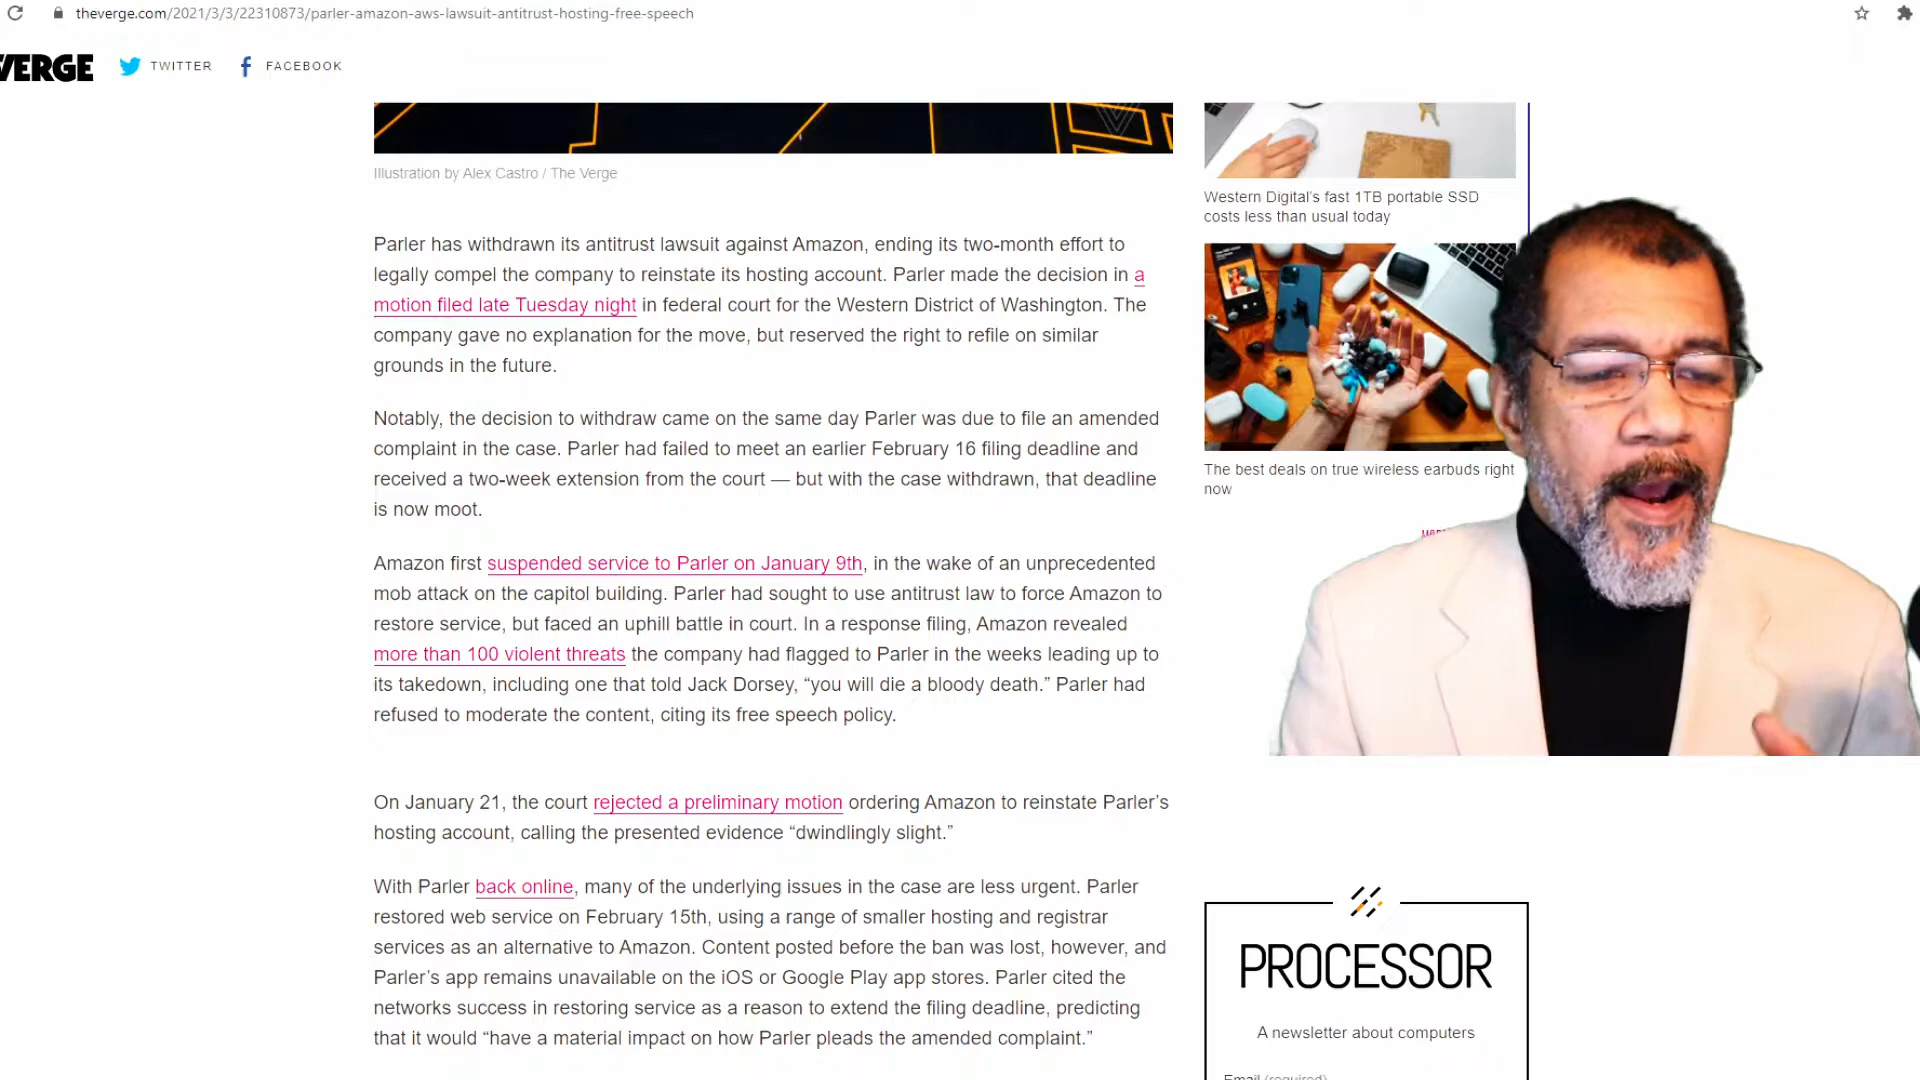 theverge.com/2021/3/3/22310873/parler-amazon-aws-lawsuit-antitrust-hosting-free-speech
VERGE TWITTER FACEBOOK
Illustration by Alex Castro / The Verge
Parler has withdrawn its antitrust lawsuit against Amazon, ending its two-month effort to
legally compel the company to reinstate its hosting account. Parler made the decision in a
motion filed late Tuesday night in federal court for the Western District of Washington. The
company gave no explanation for the move, but reserved the right to refile on similar
grounds in the future.
Notably, the decision to withdraw came on the same day Parler was due to file an amended
complaint in the case. Parler had failed to meet an earlier February 16 filing deadline and
received a two-week extension from the court — but with the case withdrawn, that deadline
is now moot.
Amazon first suspended service to Parler on January 9th, in the wake of an unprecedented
mob attack on the capitol building. Parler had sought to use antitrust law to force Amazon to
restore service, but faced an uphill battle in court. In a response filing, Amazon revealed
more than 100 violent threats the company had flagged to Parler in the weeks leading up to
its takedown, including one that told Jack Dorsey, “you will die a bloody death.” Parler had
refused to moderate the content, citing its free speech policy.
On January 21, the court rejected a preliminary motion ordering Amazon to reinstate Parler’s
hosting account, calling the presented evidence “dwindlingly slight.”
With Parler back online, many of the underlying issues in the case are less urgent. Parler
restored web service on February 15th, using a range of smaller hosting and registrar
services as an alternative to Amazon. Content posted before the ban was lost, however, and
Parler’s app remains unavailable on the iOS or Google Play app stores. Parler cited the
networks success in restoring service as a reason to extend the filing deadline, predicting
that it would “have a material impact on how Parler pleads the amended complaint.”
Western Digital’s fast 1TB portable SSD
costs less than usual today
The best deals on true wireless earbuds right
now
PROCESSOR
A newsletter about computers
Email (required)